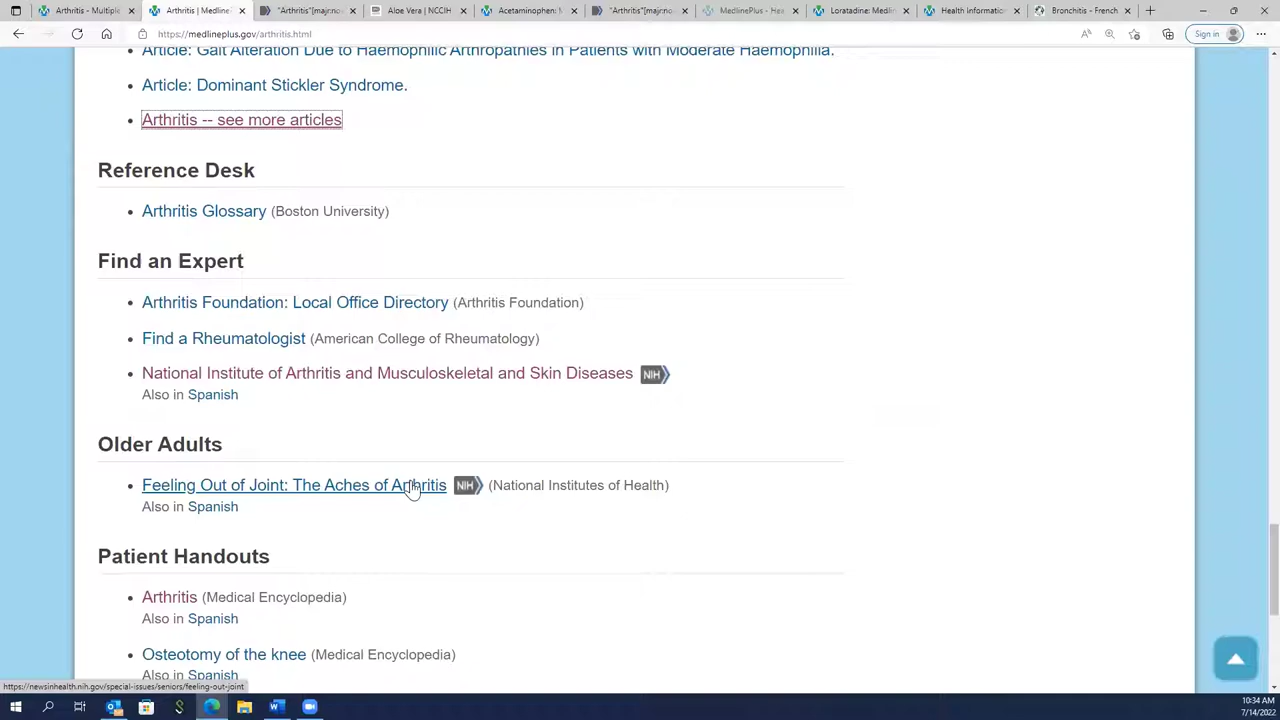 Arthritis - Multiple
Arthritis | MedlinePl
"Arthritis"[majr:nox
Aloe Vera | NCCIH
Acetaminophen: M
"Arthritis"[majr:nox
MedlinePlus - Hea
Loratadine: Medlin
Health Information
Bronchitis - French
https://medlineplus.gov/arthritis.html
Sign in
Article: Gait Alteration Due to Haemophilic Arthropathies in Patients with Moderate Haemophilia.
Article: Dominant Stickler Syndrome.
Arthritis -- see more articles
Reference Desk
Arthritis Glossary (Boston University)
Find an Expert
Arthritis Foundation: Local Office Directory (Arthritis Foundation)
Find a Rheumatologist (American College of Rheumatology)
National Institute of Arthritis and Musculoskeletal and Skin Diseases NIH
Also in Spanish
Older Adults
Feeling Out of Joint: The Aches of Arthritis NIH (National Institutes of Health)
Also in Spanish
Patient Handouts
Arthritis (Medical Encyclopedia)
Also in Spanish
Osteotomy of the knee (Medical Encyclopedia)
Also in Spanish
https://newsinhealth.nih.gov/special-issues/seniors/feeling-out-joint
10:34 AM
7/14/2022